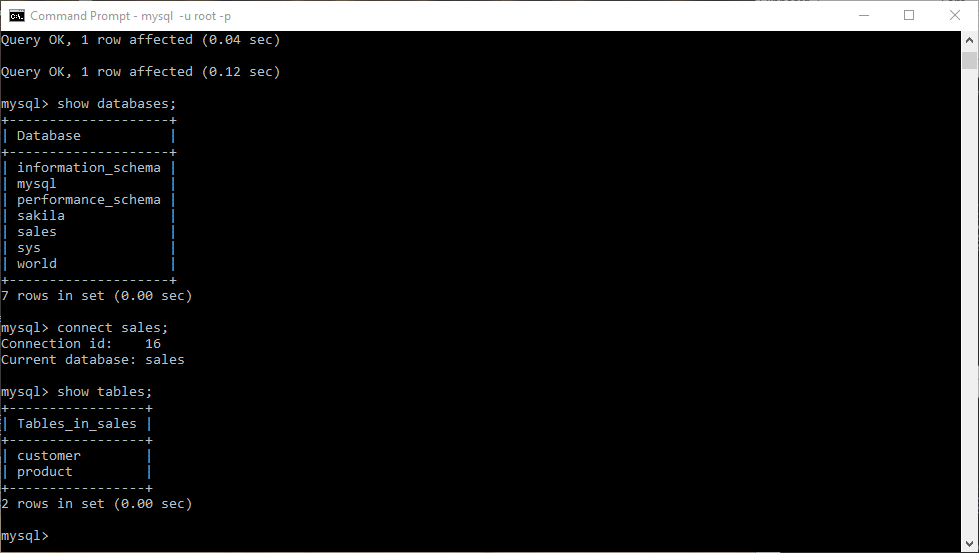 Command Prompt - mysql  -u root -p
Query OK, 1 row affected (0.04 sec)
Query OK, 1 row affected (0.12 sec)
mysql> show databases;
+--------------------+
| Database           |
+--------------------+
| information_schema |
| mysql              |
| performance_schema |
| sakila             |
| sales              |
| sys                |
| world              |
+--------------------+
7 rows in set (0.00 sec)
mysql> connect sales;
Connection id:    16
Current database: sales
mysql> show tables;
+-----------------+
| Tables_in_sales |
+-----------------+
| customer        |
| product         |
+-----------------+
2 rows in set (0.00 sec)
mysql>